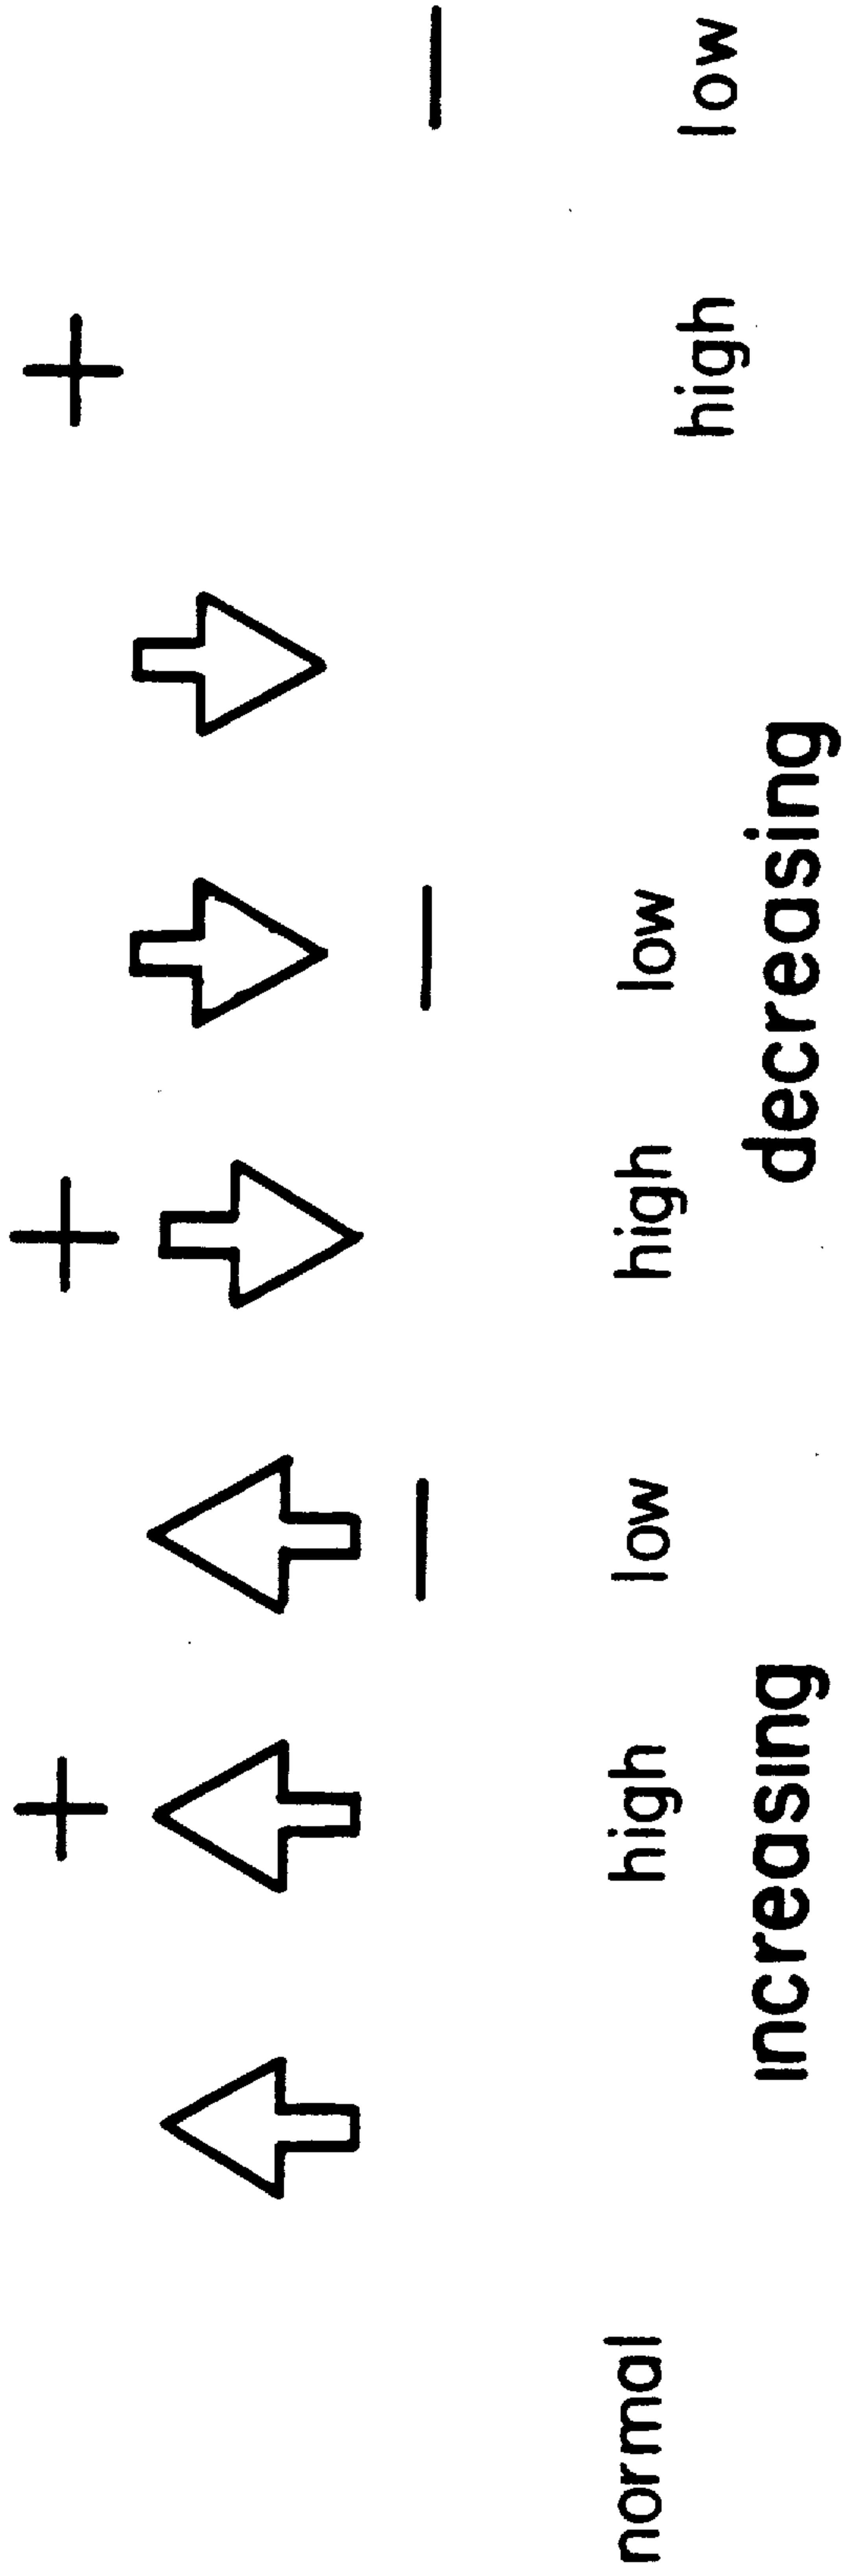 + + + 
− − −
normal high low high low high low
increasing decreasing